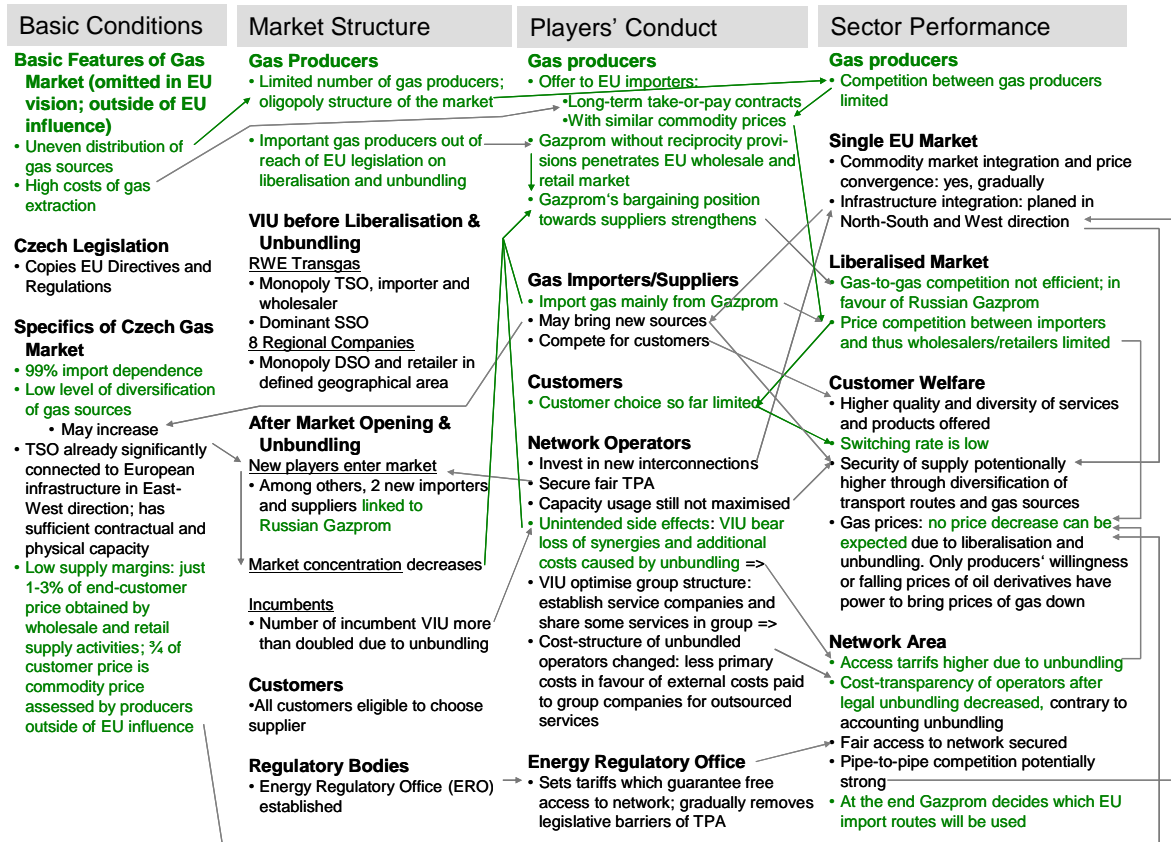 Basic Conditions
Basic Features of Gas
Market (omitted in EU
vision; outside of EU
influence)
• Uneven distribution of
gas sources
• High costs of gas
extraction
Czech Legislation
• Copies EU Directives and
Regulations
Specifics of Czech Gas
Market
• 99% import dependence
• Low level of diversification
of gas sources
• May increase
• TSO already significantly
connected to European
infrastructure in East-
West direction; has
sufficient contractual and
physical capacity
• Low supply margins: just
1-3% of end-customer
price obtained by
wholesale and retail
supply activities; ¾ of
customer price is
commodity price
assessed by producers
outside of EU influence
Market Structure
Gas Producers
• Limited number of gas producers;
oligopoly structure of the market
• Important gas producers out of
reach of EU legislation on
liberalisation and unbundling
VIU before Liberalisation &
Unbundling
RWE Transgas
• Monopoly TSO, importer and
wholesaler
• Dominant SSO
8 Regional Companies
• Monopoly DSO and retailer in
defined geographical area
After Market Opening &
Unbundling
New players enter market
• Among others, 2 new importers
and suppliers linked to
Russian Gazprom
Market concentration decreases
Incumbents
• Number of incumbent VIU more
than doubled due to unbundling
Customers
•All customers eligible to choose
supplier
Regulatory Bodies
• Energy Regulatory Office (ERO)
established
Players' Conduct
Gas producers
• Offer to EU importers:
•Long-term take-or-pay contracts
•With similar commodity prices
• Gazprom without reciprocity provi-
sions penetrates EU wholesale and
retail market
• Gazprom's bargaining position
towards suppliers strengthens
Gas Importers/Suppliers
• Import gas mainly from Gazprom
• May bring new sources
• Compete for customers
Customers
• Customer choice so far limited
Network Operators
• Invest in new interconnections
• Secure fair TPA
• Capacity usage still not maximised
• Unintended side effects: VIU bear
loss of synergies and additional
costs caused by unbundling =>
• VIU optimise group structure:
establish service companies and
share some services in group =>
• Cost-structure of unbundled
operators changed: less primary
costs in favour of external costs paid
to group companies for outsourced
services
Energy Regulatory Office
• Sets tariffs which guarantee free
access to network; gradually removes
legislative barriers of TPA
Sector Performance
Gas producers
• Competition between gas producers
limited
Single EU Market
• Commodity market integration and price
convergence: yes, gradually
• Infrastructure integration: planed in
North-South and West direction
Liberalised Market
• Gas-to-gas competition not efficient; in
favour of Russian Gazprom
• Price competition between importers
and thus wholesalers/retailers limited
Customer Welfare
• Higher quality and diversity of services
and products offered
• Switching rate is low
• Security of supply potentially
higher through diversification of
transport routes and gas sources
• Gas prices: no price decrease can be
expected due to liberalisation and
unbundling. Only producers' willingness
or falling prices of oil derivatives have
power to bring prices of gas down
Network Area
• Access tarrifs higher due to unbundling
• Cost-transparency of operators after
legal unbundling decreased, contrary to
accounting unbundling
• Fair access to network secured
• Pipe-to-pipe competition potentially
strong
• At the end Gazprom decides which EU
import routes will be used